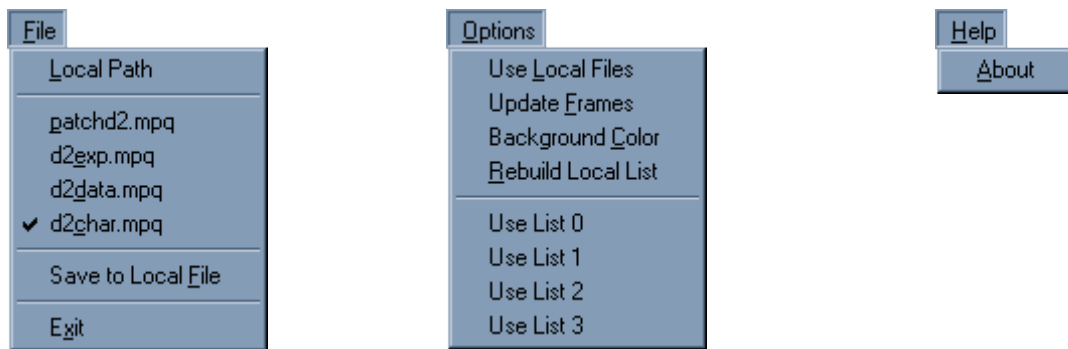 File
Local Path
patchd2.mpq
d2exp.mpq
d2data.mpq
d2char.mpq
Save to Local File
Exit
Options
Use Local Files
Update Frames
Background Color
Rebuild Local List
Use List 0
Use List 1
Use List 2
Use List 3
Help
About